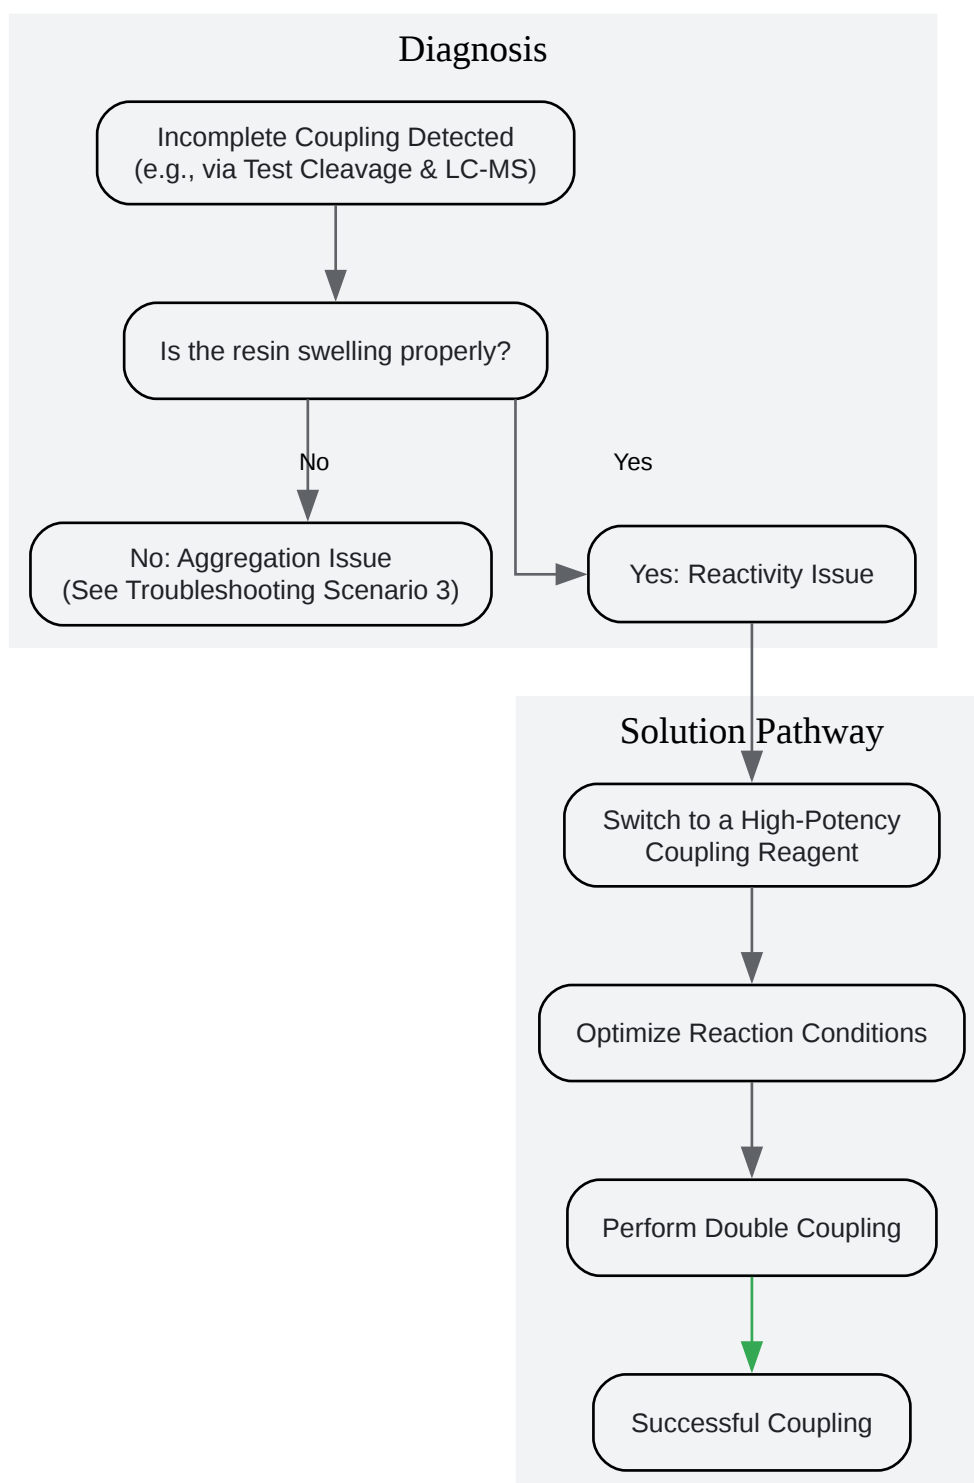 Diagnosis
Incomplete Coupling Detected
(e.g., via Test Cleavage & LC-MS)
Is the resin swelling properly?
No
Yes
No: Aggregation Issue
(See Troubleshooting Scenario 3)
Yes: Reactivity Issue
Solution Pathway
Switch to a High-Potency
Coupling Reagent
Optimize Reaction Conditions
Perform Double Coupling
Successful Coupling